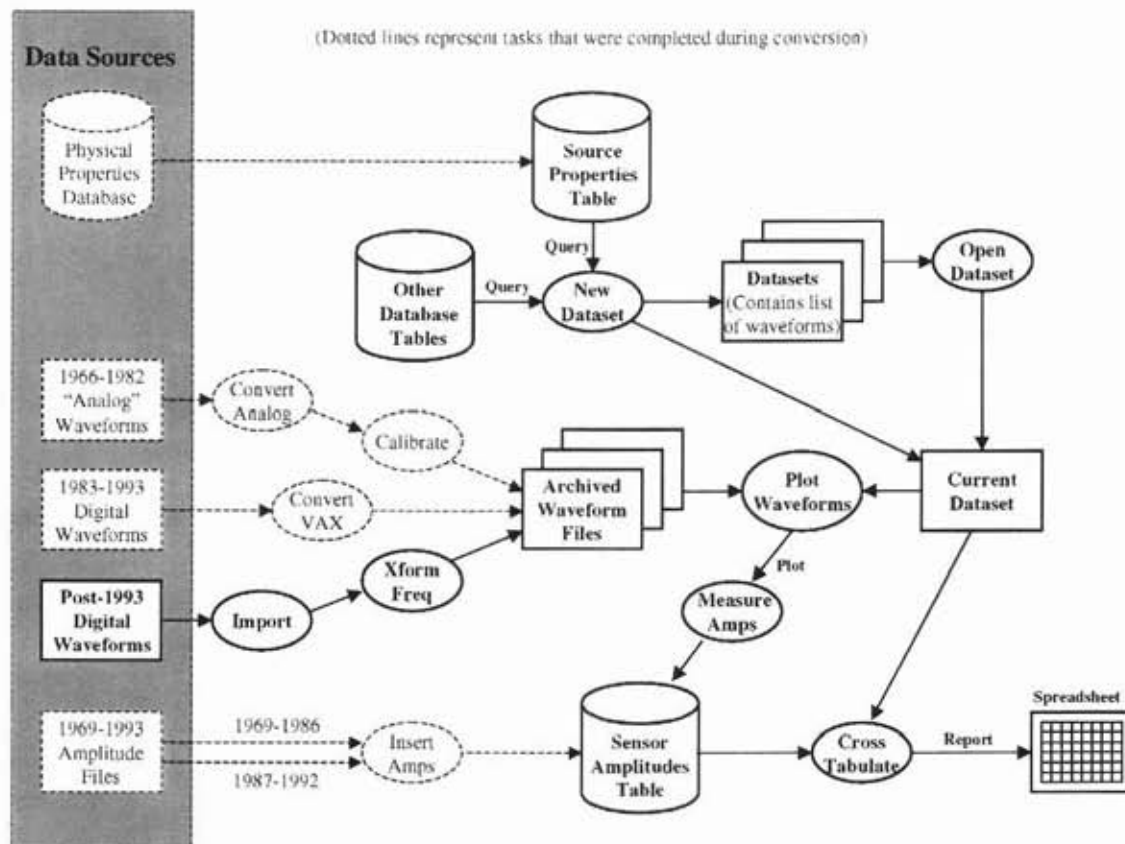 (Dotted lines represent tasks that were completed during conversion)
Data Sources
Physical
Properties
Database
Source
Properties
Table
Query
Other
Database
Tables
Query
New
Dataset
Datasets
(Contains list
of waveforms)
Open
Dataset
1966-1982
"Analog"
Waveforms
Convert
Analog
Calibrate
1983-1993
Digital
Waveforms
Convert
VAX
Archived
Waveform
Files
Plot
Waveforms
Current
Dataset
Post-1993
Digital
Waveforms
Import
Xform
Freq
Plot
Measure
Amps
1969-1993
Amplitude
Files
1969-1986
1987-1992
Insert
Amps
Sensor
Amplitudes
Table
Cross
Tabulate
Report
Spreadsheet